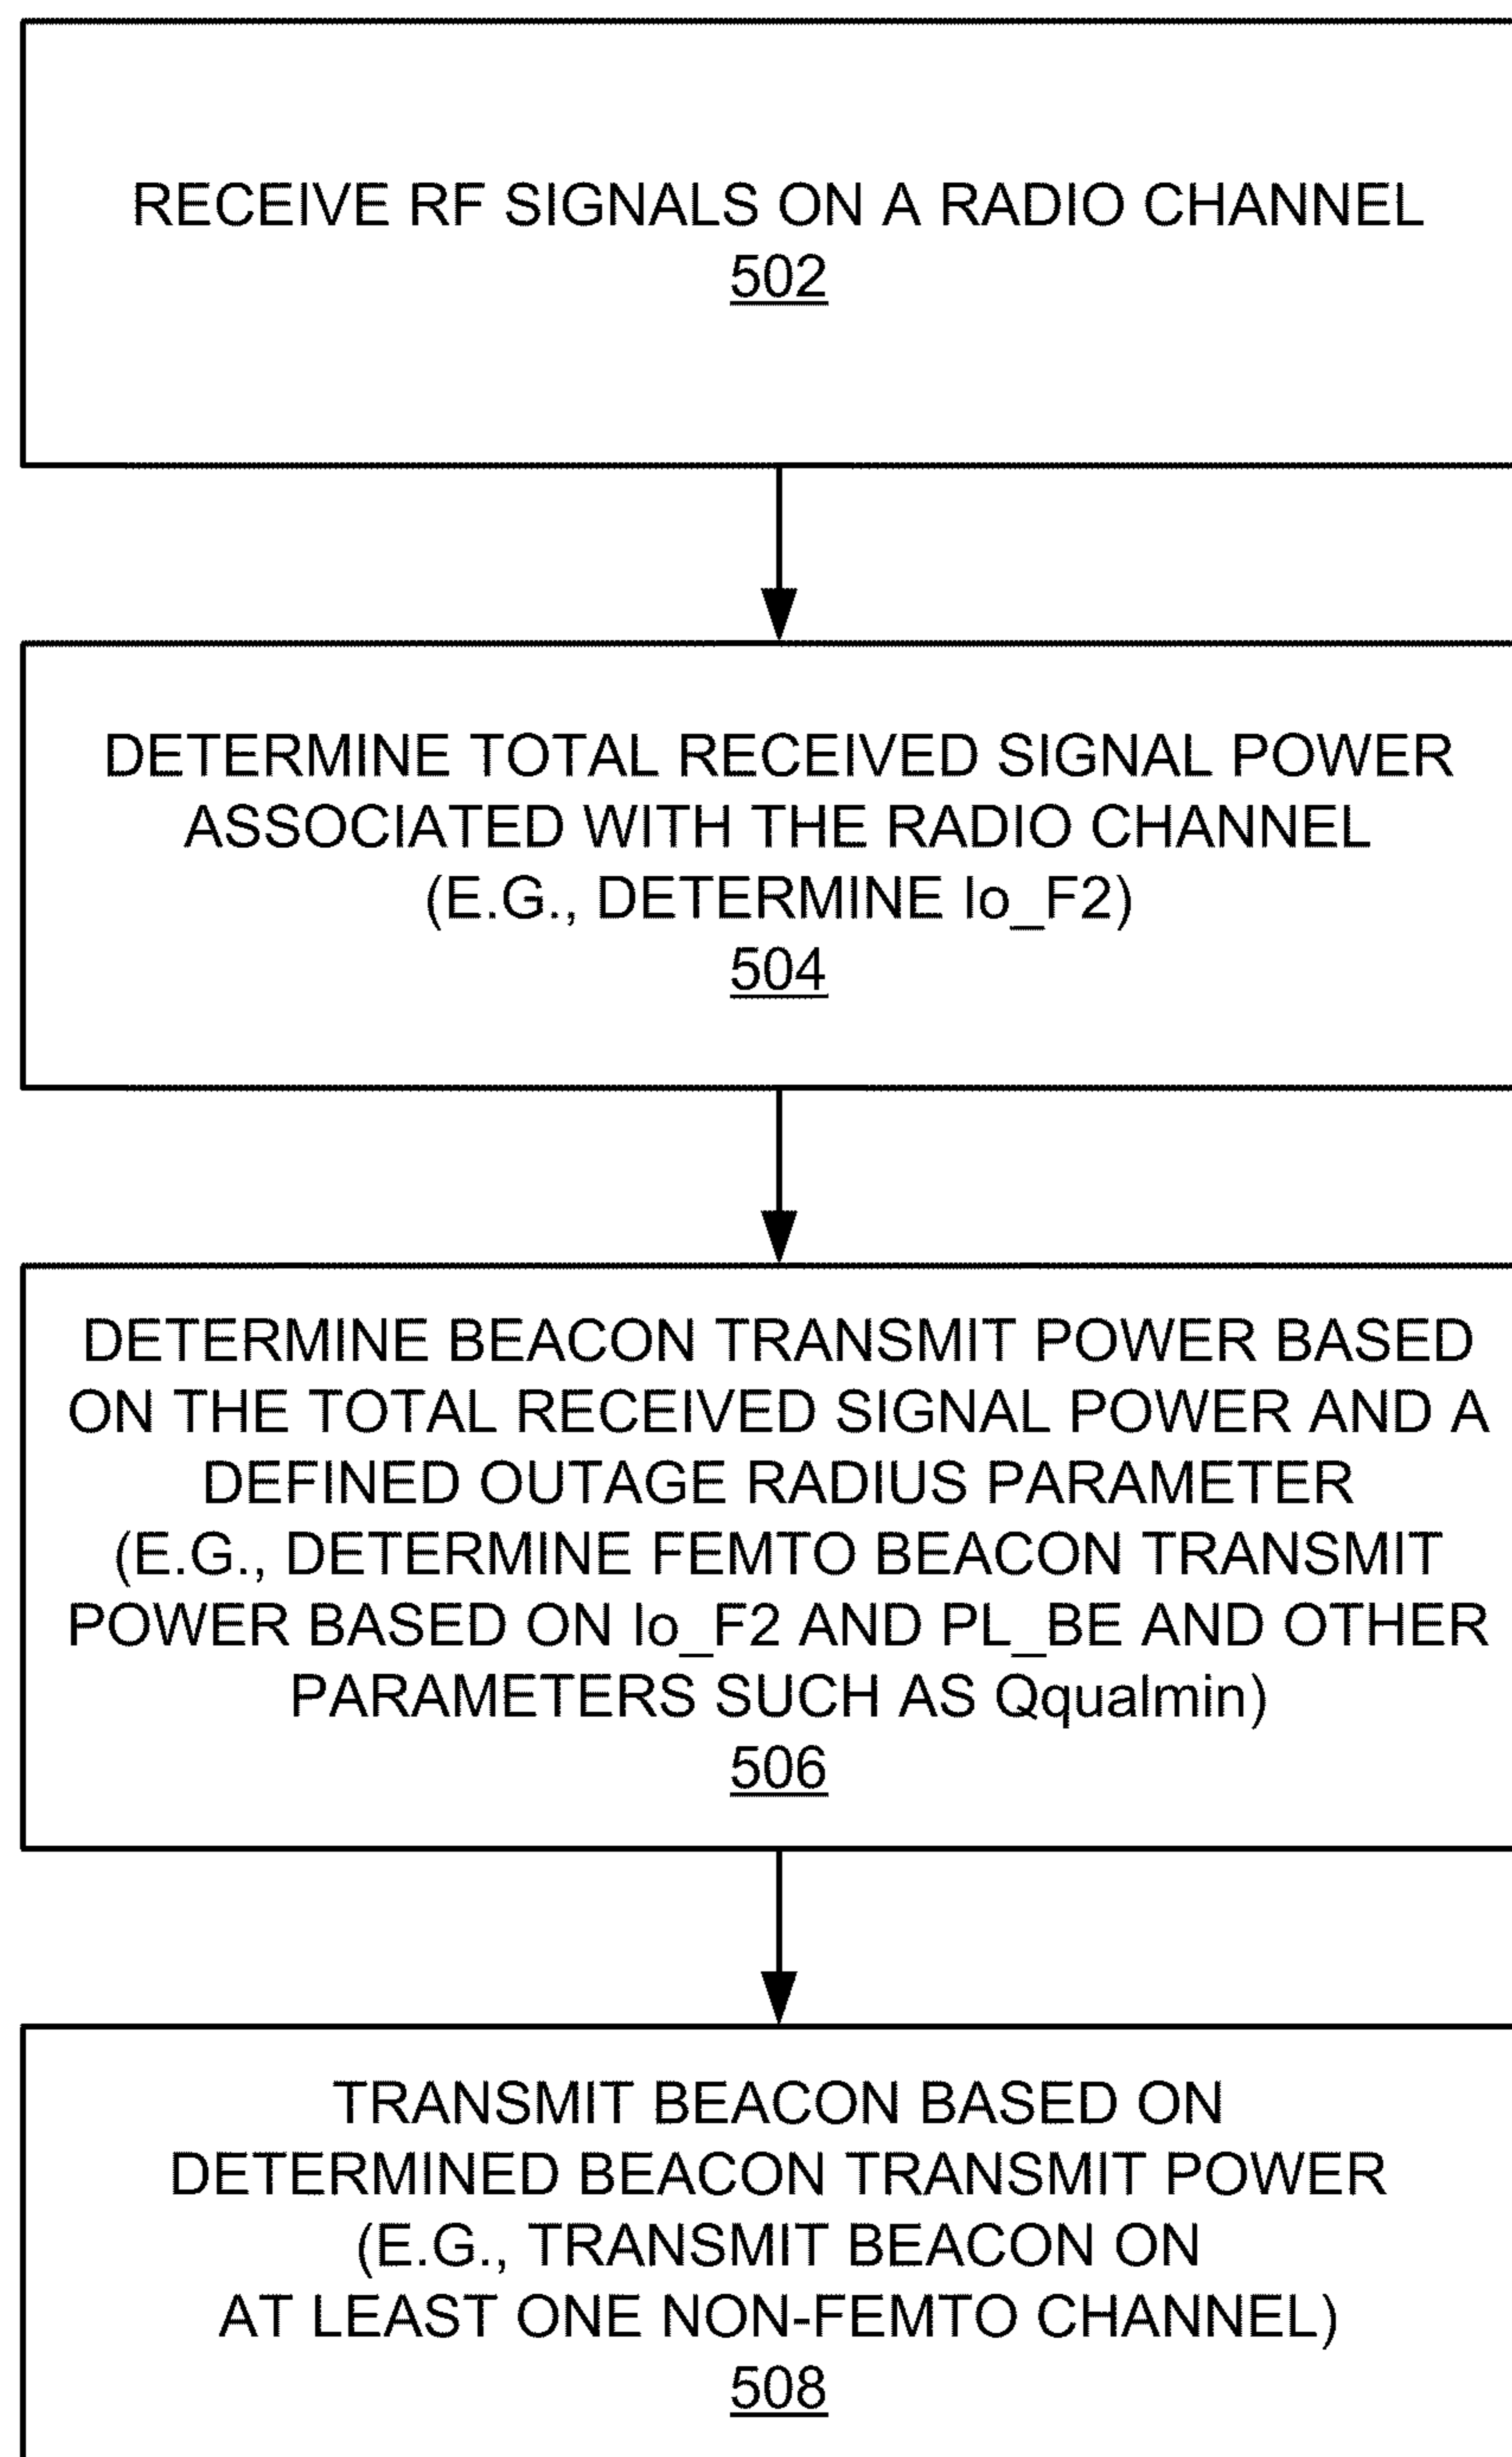 RECEIVE RF SIGNALS ON A RADIO CHANNEL
502
DETERMINE TOTAL RECEIVED SIGNAL POWER
ASSOCIATED WITH THE RADIO CHANNEL
(E.G., DETERMINE Io_F2)
504
DETERMINE BEACON TRANSMIT POWER BASED
ON THE TOTAL RECEIVED SIGNAL POWER AND A
DEFINED OUTAGE RADIUS PARAMETER
(E.G., DETERMINE FEMTO BEACON TRANSMIT
POWER BASED ON Io_F2 AND PL_BE AND OTHER
PARAMETERS SUCH AS Qqualmin)
506
TRANSMIT BEACON BASED ON
DETERMINED BEACON TRANSMIT POWER
(E.G., TRANSMIT BEACON ON
AT LEAST ONE NON-FEMTO CHANNEL)
508